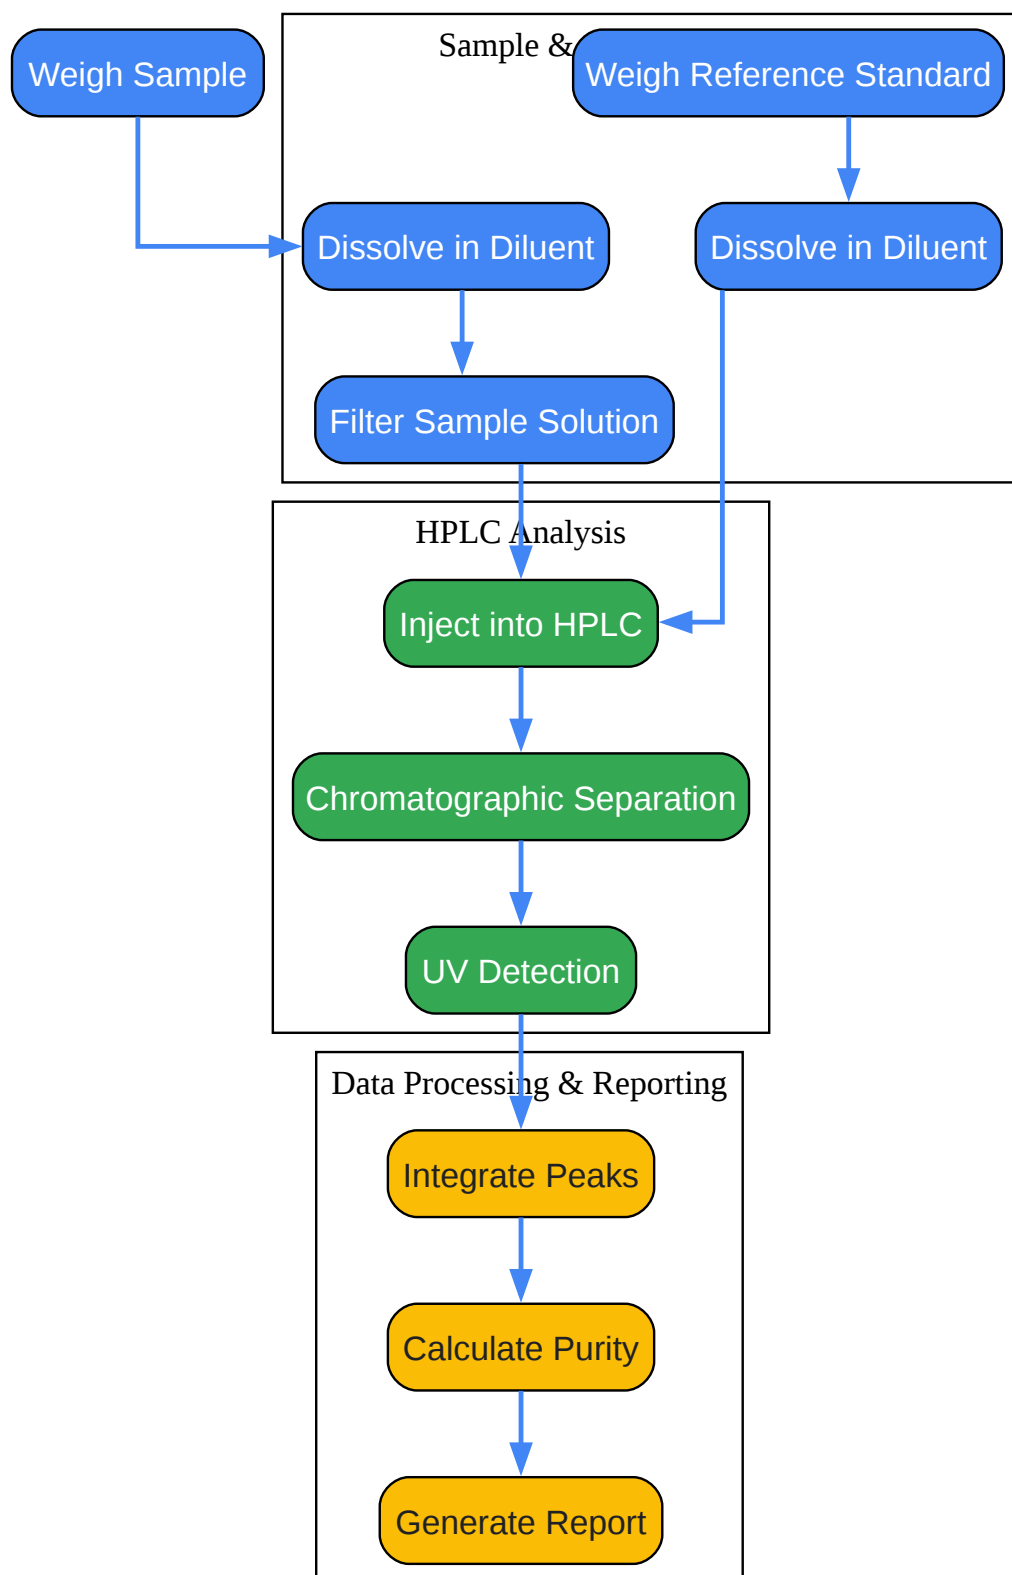 Sample &
Weigh Sample
Weigh Reference Standard
Dissolve in Diluent
Dissolve in Diluent
Filter Sample Solution
HPLC Analysis
Inject into HPLC
Chromatographic Separation
UV Detection
Data Processing & Reporting
Integrate Peaks
Calculate Purity
Generate Report